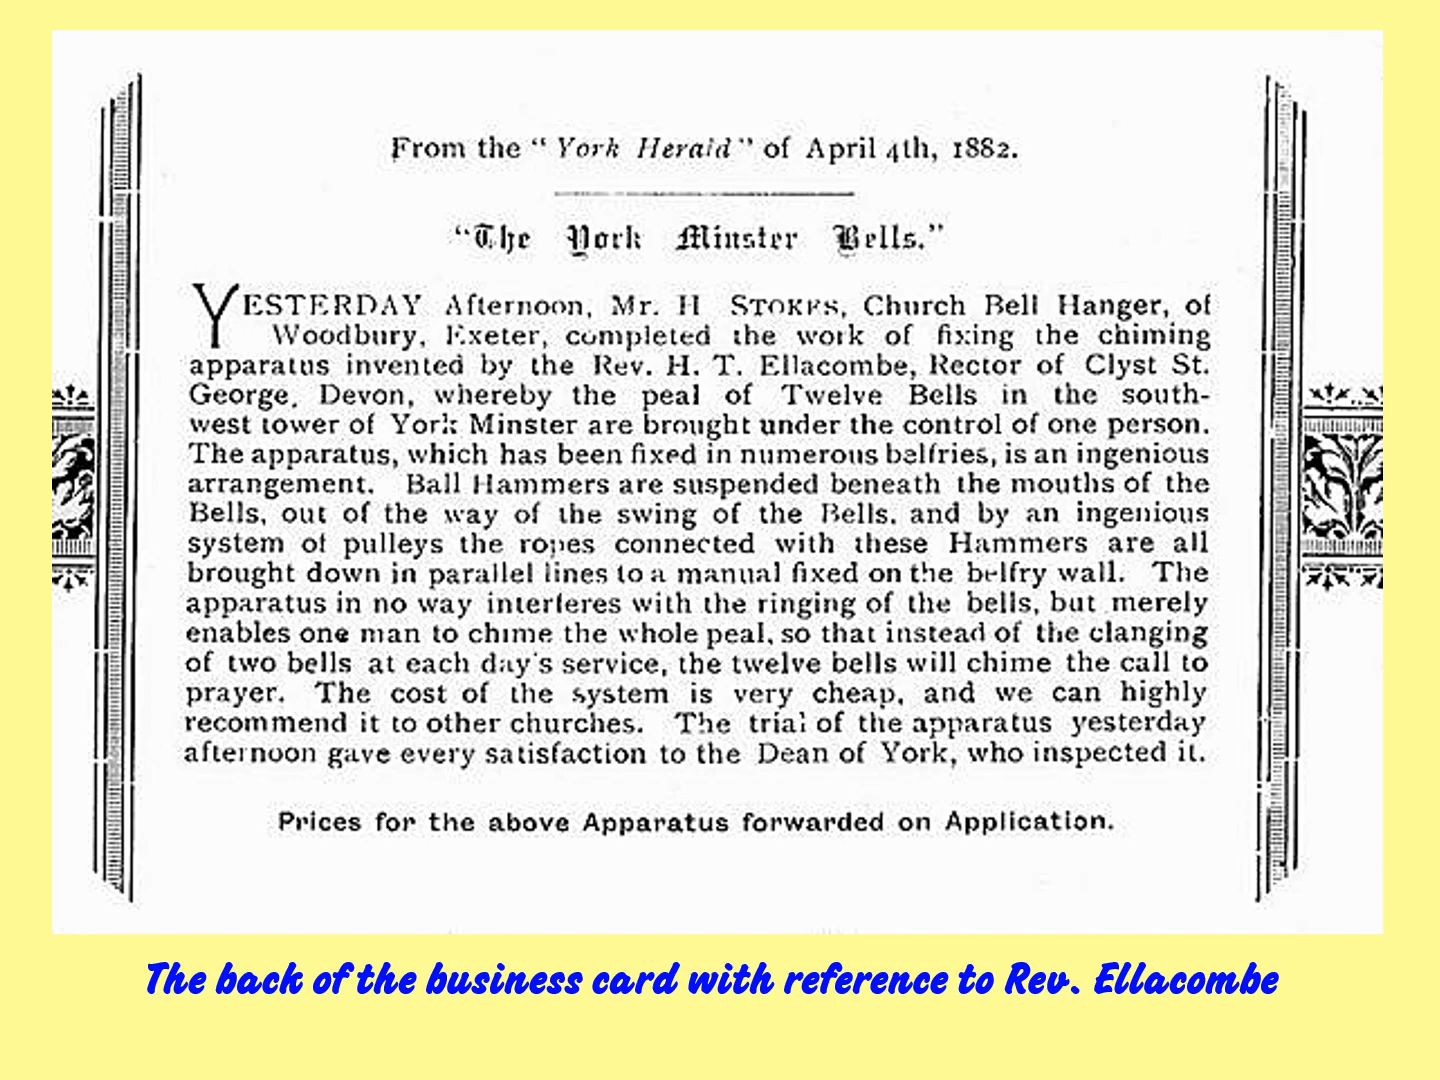 From the "York Herald" of April 4th, 1882.
"The York Minster Bells."
YESTERDAY Afternoon, Mr. H STOKES, Church Bell Hanger, of
Woodbury, Exeter, completed the work of fixing the chiming
apparatus invented by the Rev. H. T. Ellacombe, Rector of Clyst St.
George, Devon, whereby the peal of Twelve Bells in the south-
west tower of York Minster are brought under the control of one person.
The apparatus, which has been fixed in numerous belfries, is an ingenious
arrangement. Ball Hammers are suspended beneath the mouths of the
Bells, out of the way of the swing of the Bells, and by an ingenious
system of pulleys the ropes connected with these Hammers are all
brought down in parallel lines to a manual fixed on the belfry wall. The
apparatus in no way interferes with the ringing of the bells, but merely
enables one man to chime the whole peal, so that instead of the clanging
of two bells at each day's service, the twelve bells will chime the call to
prayer. The cost of the system is very cheap, and we can highly
recommend it to other churches. The trial of the apparatus yesterday
afternoon gave every satisfaction to the Dean of York, who inspected it.
Prices for the above Apparatus forwarded on Application.
The back of the business card with reference to Rev. Ellacombe